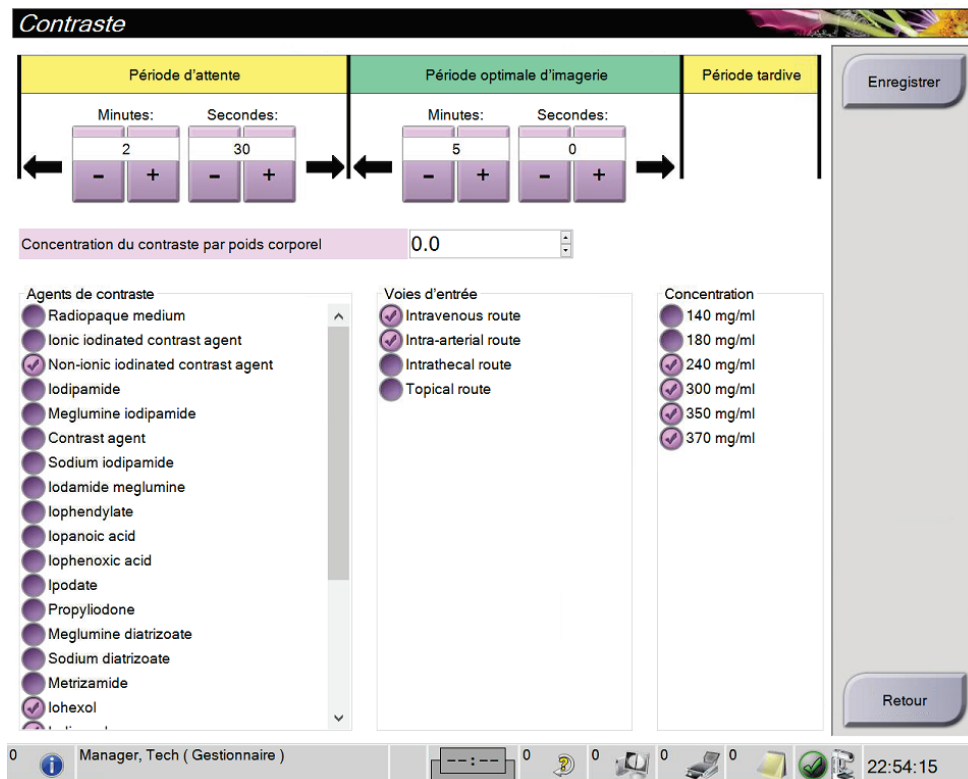 Contraste
Période d'attente
Période optimale d'imagerie
Période tardive
Enregistrer
Minutes:
Secondes:
Minutes:
Secondes:
2
30
5
0
- +
- +
- +
- +
Concentration du contraste par poids corporel
0.0
Agents de contraste
Radiopaque medium
Ionic iodinated contrast agent
Non-ionic iodinated contrast agent
Iodipamide
Meglumine iodipamide
Contrast agent
Sodium iodipamide
Iodamide meglumine
Iophendylate
Iopanoic acid
Iophenoxic acid
Ipodate
Propyliodone
Meglumine diatrizoate
Sodium diatrizoate
Metrizamide
Iohexol
Voies d'entrée
Intravenous route
Intra-arterial route
Intrathecal route
Topical route
Concentration
140 mg/ml
180 mg/ml
240 mg/ml
300 mg/ml
350 mg/ml
370 mg/ml
Retour
0
Manager, Tech ( Gestionnaire )
--:--
0
0
0
0
22:54:15